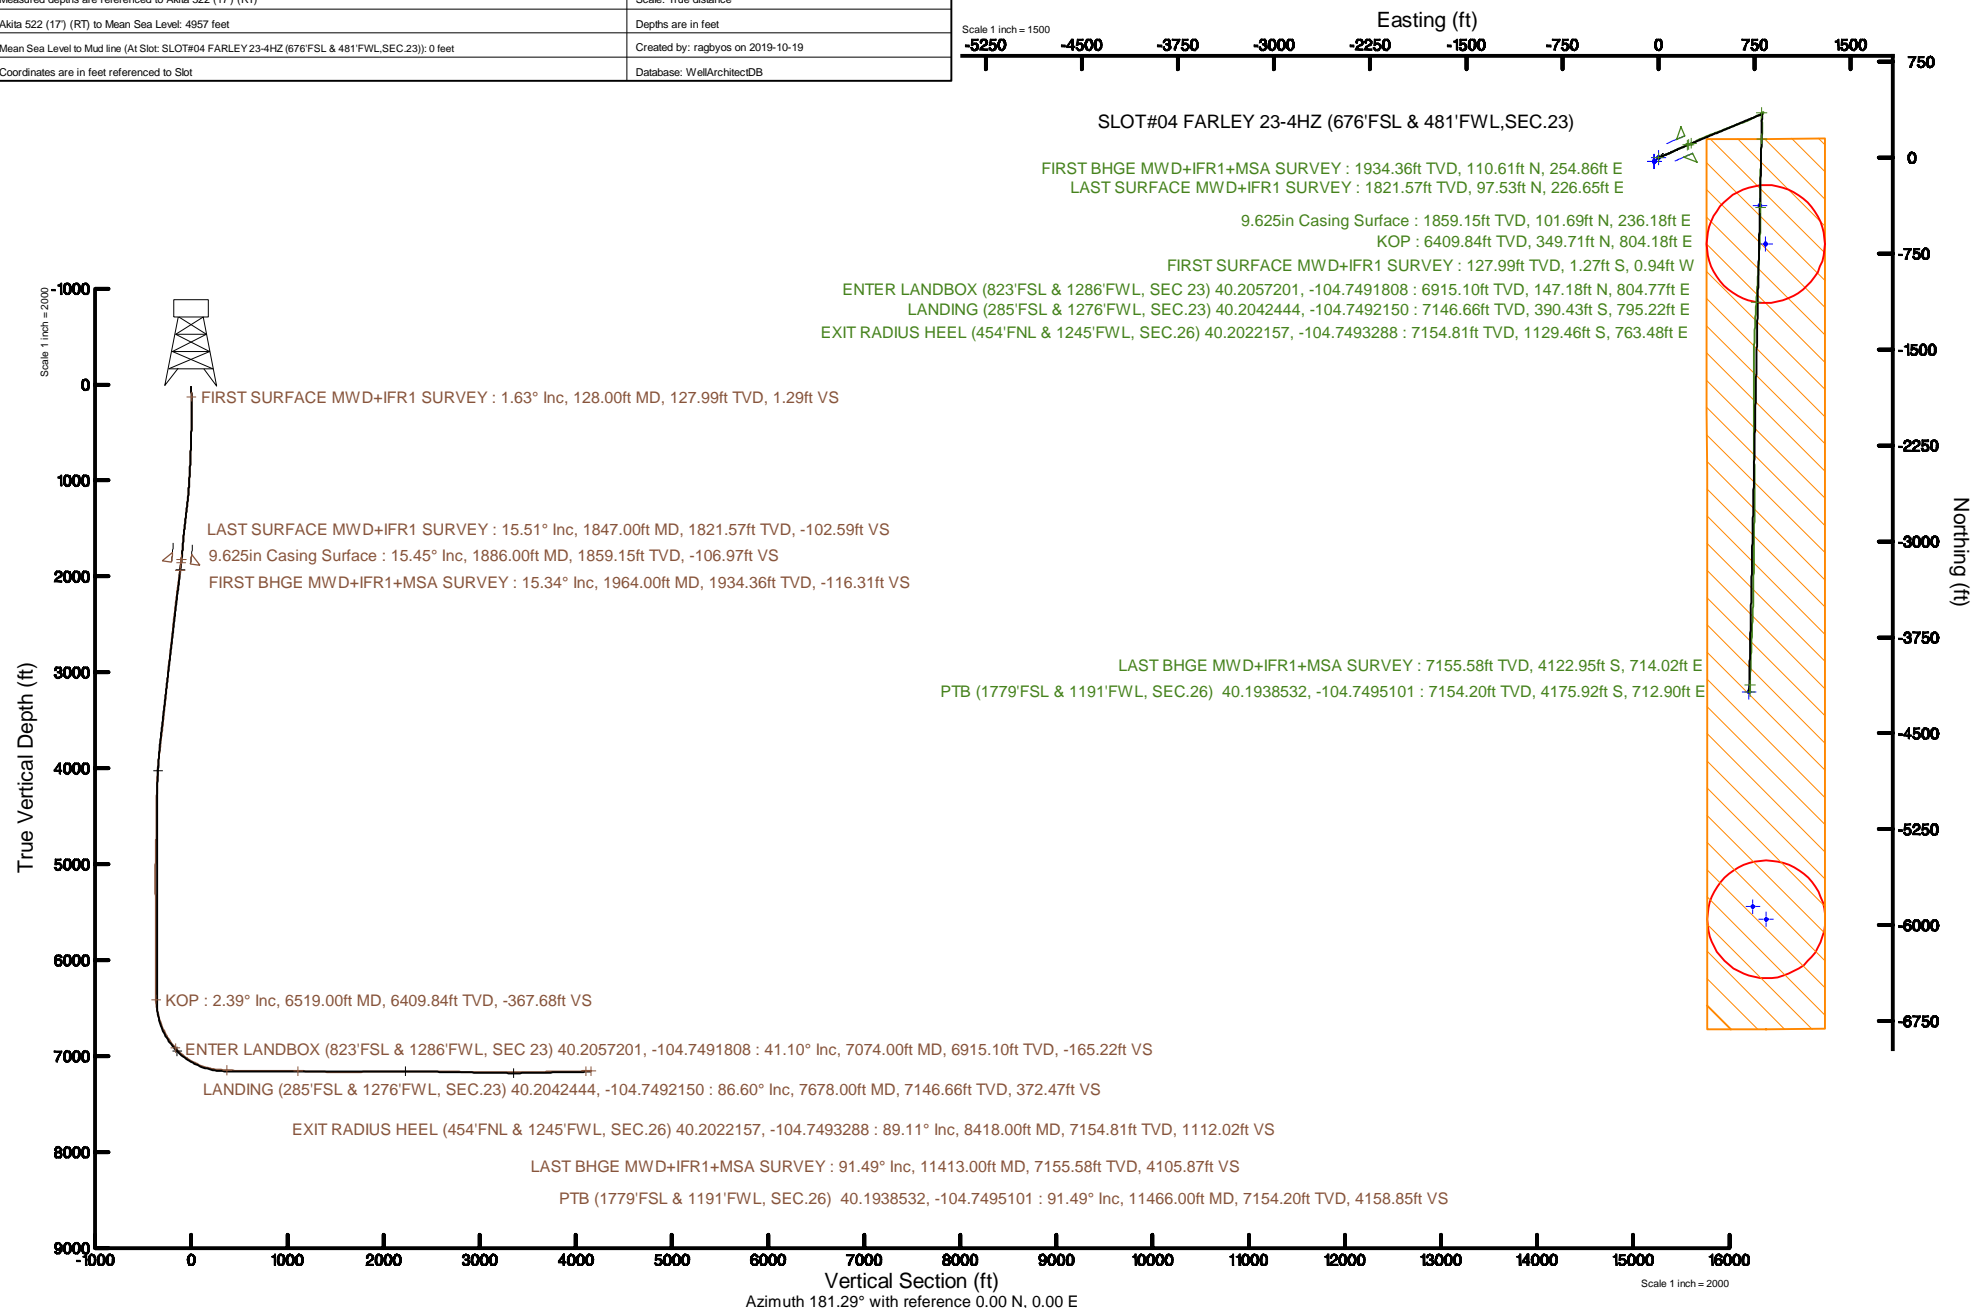 Measured depths are referenced to Akita 522 (17') (RT)
Scale: True distance
Akita 522 (17') (RT) to Mean Sea Level: 4957 feet
Depths are in feet
Mean Sea Level to Mud line (At Slot: SLOT#04 FARLEY 23-4HZ (676'FSL & 481'FWL,SEC.23)): 0 feet
Created by: ragbyos on 2019-10-19
Coordinates are in feet referenced to Slot
Database: WellArchitectDB
Easting (ft)
Scale 1 inch = 1500
-5250 -4500 -3750 -3000 -2250 -1500 -750 0 750 1500
750
0
-750
-1500
-2250
-3000
-3750
-4500
-5250
-6000
-6750
Northing (ft)
SLOT#04 FARLEY 23-4HZ (676'FSL & 481'FWL,SEC.23)
FIRST BHGE MWD+IFR1+MSA SURVEY : 1934.36ft TVD, 110.61ft N, 254.86ft E
LAST SURFACE MWD+IFR1 SURVEY : 1821.57ft TVD, 97.53ft N, 226.65ft E
9.625in Casing Surface : 1859.15ft TVD, 101.69ft N, 236.18ft E
KOP : 6409.84ft TVD, 349.71ft N, 804.18ft E
FIRST SURFACE MWD+IFR1 SURVEY : 127.99ft TVD, 1.27ft S, 0.94ft W
ENTER LANDBOX (823'FSL & 1286'FWL, SEC 23) 40.2057201, -104.7491808 : 6915.10ft TVD, 147.18ft N, 804.77ft E
LANDING (285'FSL & 1276'FWL, SEC.23) 40.2042444, -104.7492150 : 7146.66ft TVD, 390.43ft S, 795.22ft E
EXIT RADIUS HEEL (454'FNL & 1245'FWL, SEC.26) 40.2022157, -104.7493288 : 7154.81ft TVD, 1129.46ft S, 763.48ft E
LAST BHGE MWD+IFR1+MSA SURVEY : 7155.58ft TVD, 4122.95ft S, 714.02ft E
PTB (1779'FSL & 1191'FWL, SEC.26) 40.1938532, -104.7495101 : 7154.20ft TVD, 4175.92ft S, 712.90ft E
Scale 1 inch = 2000
True Vertical Depth (ft)
-1000
0
1000
2000
3000
4000
5000
6000
7000
8000
9000
FIRST SURFACE MWD+IFR1 SURVEY : 1.63° Inc, 128.00ft MD, 127.99ft TVD, 1.29ft VS
LAST SURFACE MWD+IFR1 SURVEY : 15.51° Inc, 1847.00ft MD, 1821.57ft TVD, -102.59ft VS
9.625in Casing Surface : 15.45° Inc, 1886.00ft MD, 1859.15ft TVD, -106.97ft VS
FIRST BHGE MWD+IFR1+MSA SURVEY : 15.34° Inc, 1964.00ft MD, 1934.36ft TVD, -116.31ft VS
KOP : 2.39° Inc, 6519.00ft MD, 6409.84ft TVD, -367.68ft VS
ENTER LANDBOX (823'FSL & 1286'FWL, SEC 23) 40.2057201, -104.7491808 : 41.10° Inc, 7074.00ft MD, 6915.10ft TVD, -165.22ft VS
LANDING (285'FSL & 1276'FWL, SEC.23) 40.2042444, -104.7492150 : 86.60° Inc, 7678.00ft MD, 7146.66ft TVD, 372.47ft VS
EXIT RADIUS HEEL (454'FNL & 1245'FWL, SEC.26) 40.2022157, -104.7493288 : 89.11° Inc, 8418.00ft MD, 7154.81ft TVD, 1112.02ft VS
LAST BHGE MWD+IFR1+MSA SURVEY : 91.49° Inc, 11413.00ft MD, 7155.58ft TVD, 4105.87ft VS
PTB (1779'FSL & 1191'FWL, SEC.26) 40.1938532, -104.7495101 : 91.49° Inc, 11466.00ft MD, 7154.20ft TVD, 4158.85ft VS
-1000 0 1000 2000 3000 4000 5000 6000 7000 8000 9000 10000 11000 12000 13000 14000 15000 16000
Vertical Section (ft)
Scale 1 inch = 2000
Azimuth 181.29° with reference 0.00 N, 0.00 E